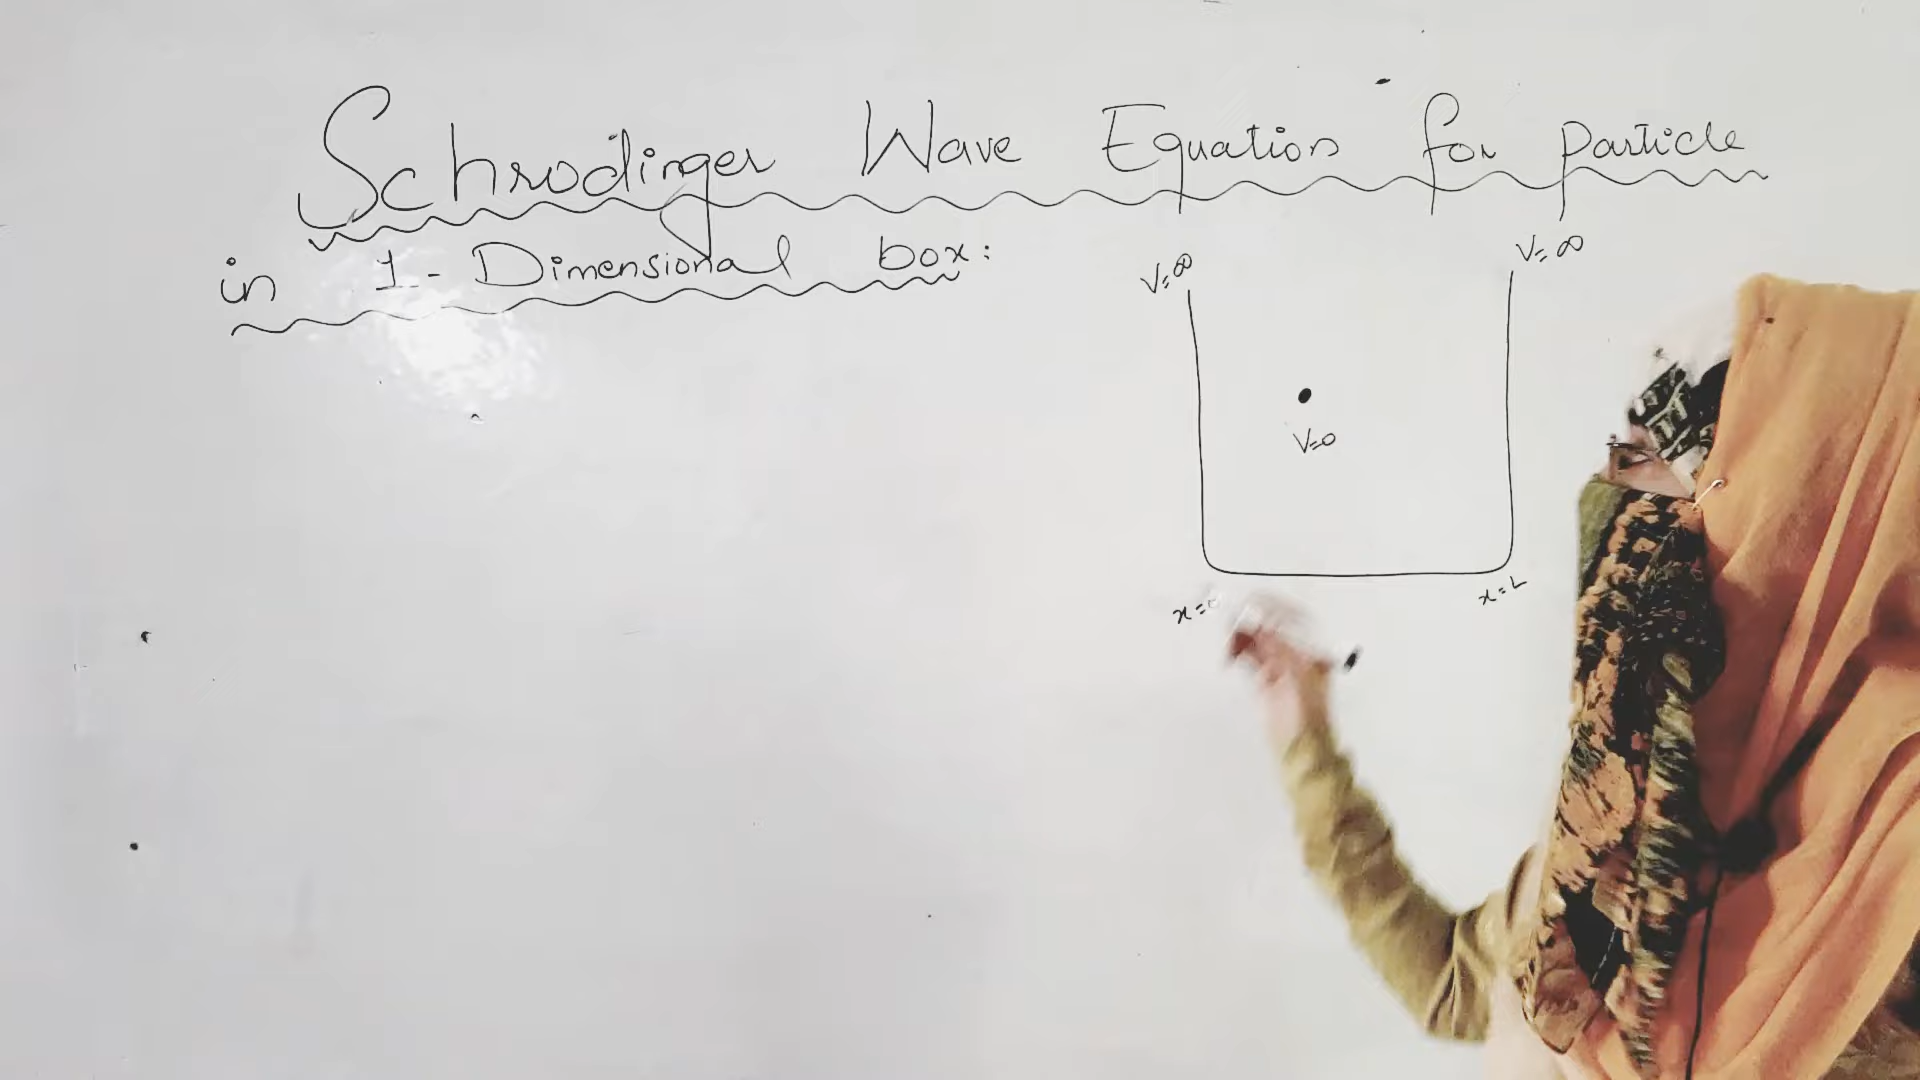 Schrodinger Wave Equation for particle
in 1-Dimensional box:
V=∞
V=∞
V=0
x=0
x=L